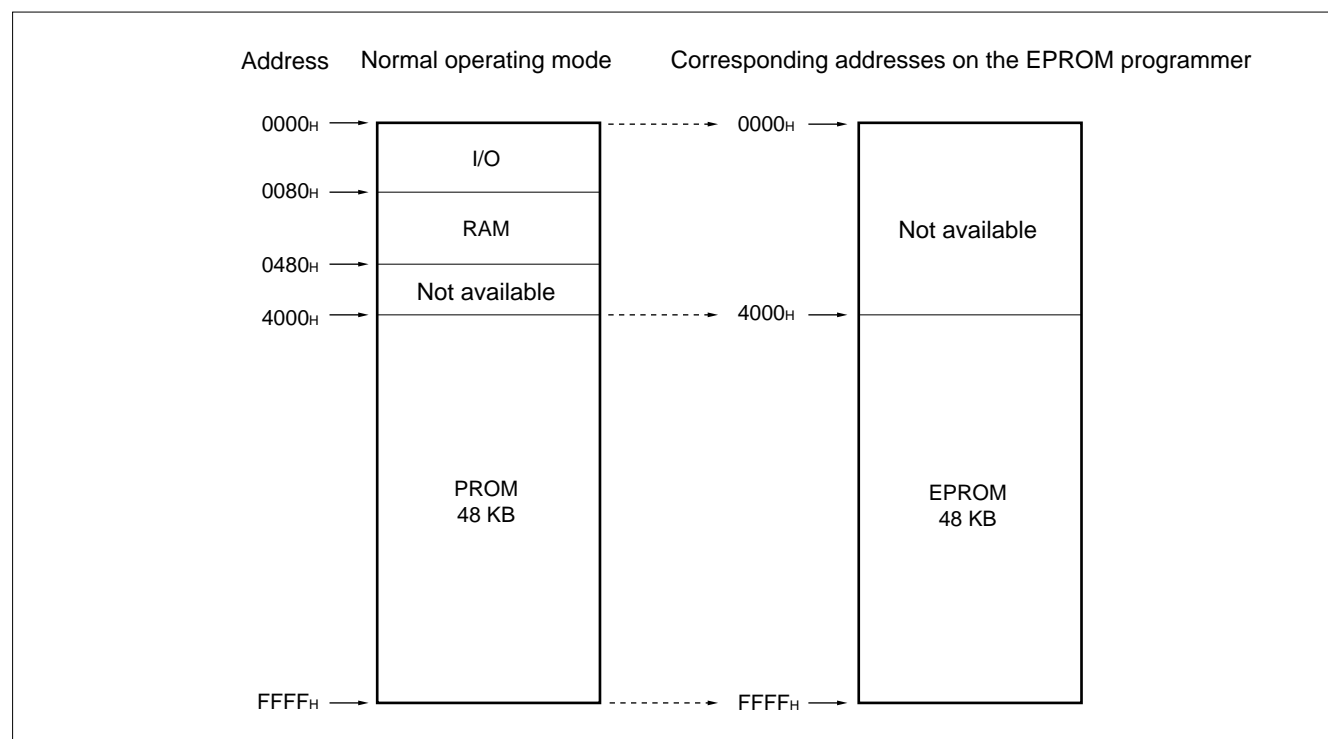 Address Normal operating mode Corresponding addresses on the EPROM programmer
0000H 0000H
I/O
0080H
RAM Not available
0480H
Not available
4000H 4000H
PROM EPROM
48 KB 48 KB
FFFFH FFFFH